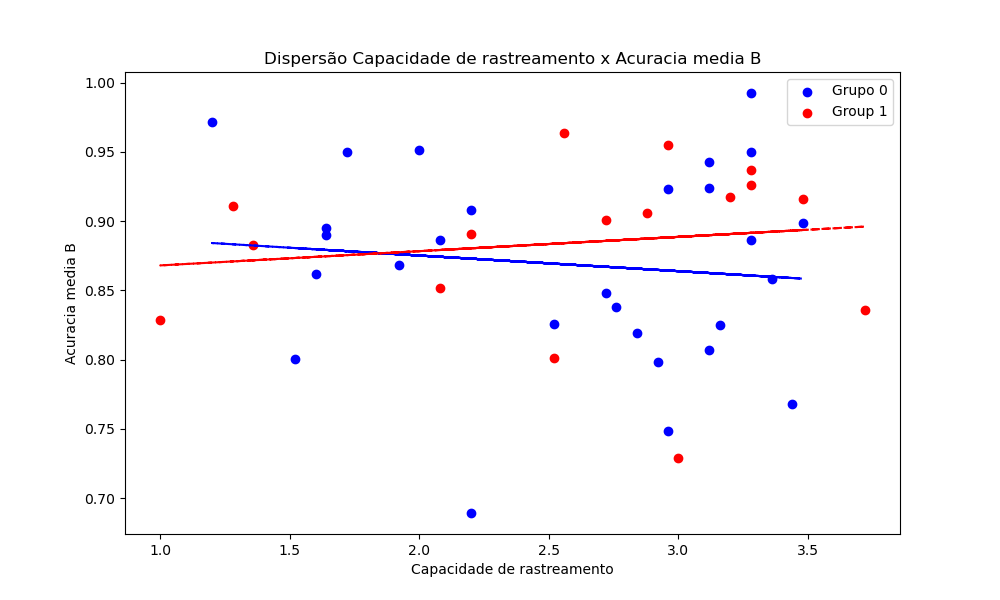 Dispersão Capacidade de rastreamento x Acuracia media B
Grupo 0
Group 1
1.00
0.95
0.90
0.85
0.80
0.75
0.70
Acuracia media B
1.0 1.5 2.0 2.5 3.0 3.5
Capacidade de rastreamento